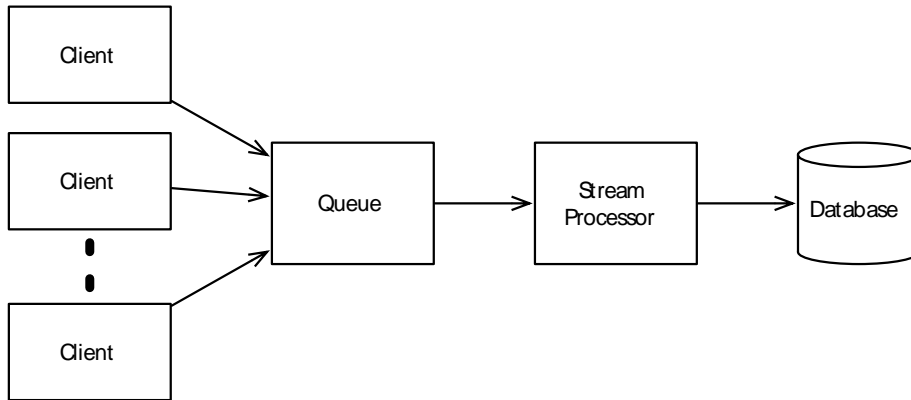 Client
Client
Queue
Stream
Processor
Database
Client